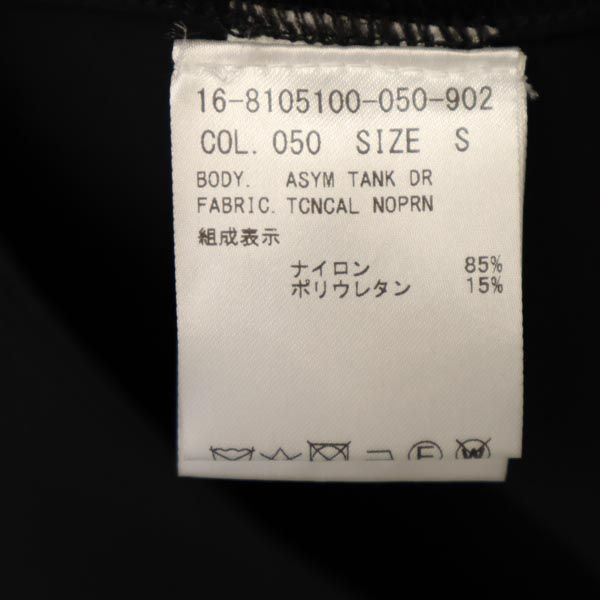 16-8105100-050-902
COL. 050 SIZE S
BODY. ASYM TANK DR
FABRIC. TCNCAL NOPRN
組成表示
ナイロン 85%
ポリウレタン 15%
F W